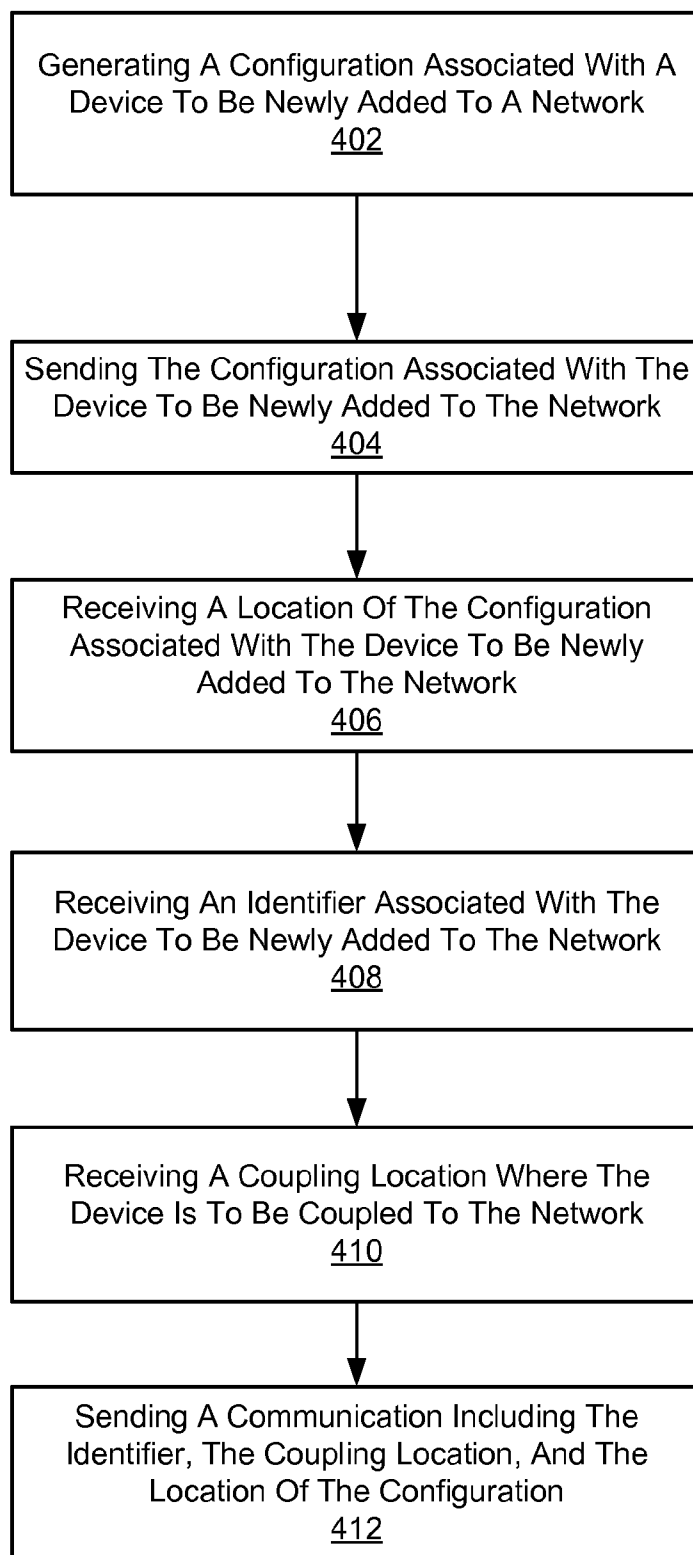 Generating A Configuration Associated With A
Device To Be Newly Added To A Network
402
Sending The Configuration Associated With The
Device To Be Newly Added To The Network
404
Receiving A Location Of The Configuration
Associated With The Device To Be Newly
Added To The Network
406
Receiving An Identifier Associated With The
Device To Be Newly Added To The Network
408
Receiving A Coupling Location Where The
Device Is To Be Coupled To The Network
410
Sending A Communication Including The
Identifier, The Coupling Location, And The
Location Of The Configuration
412